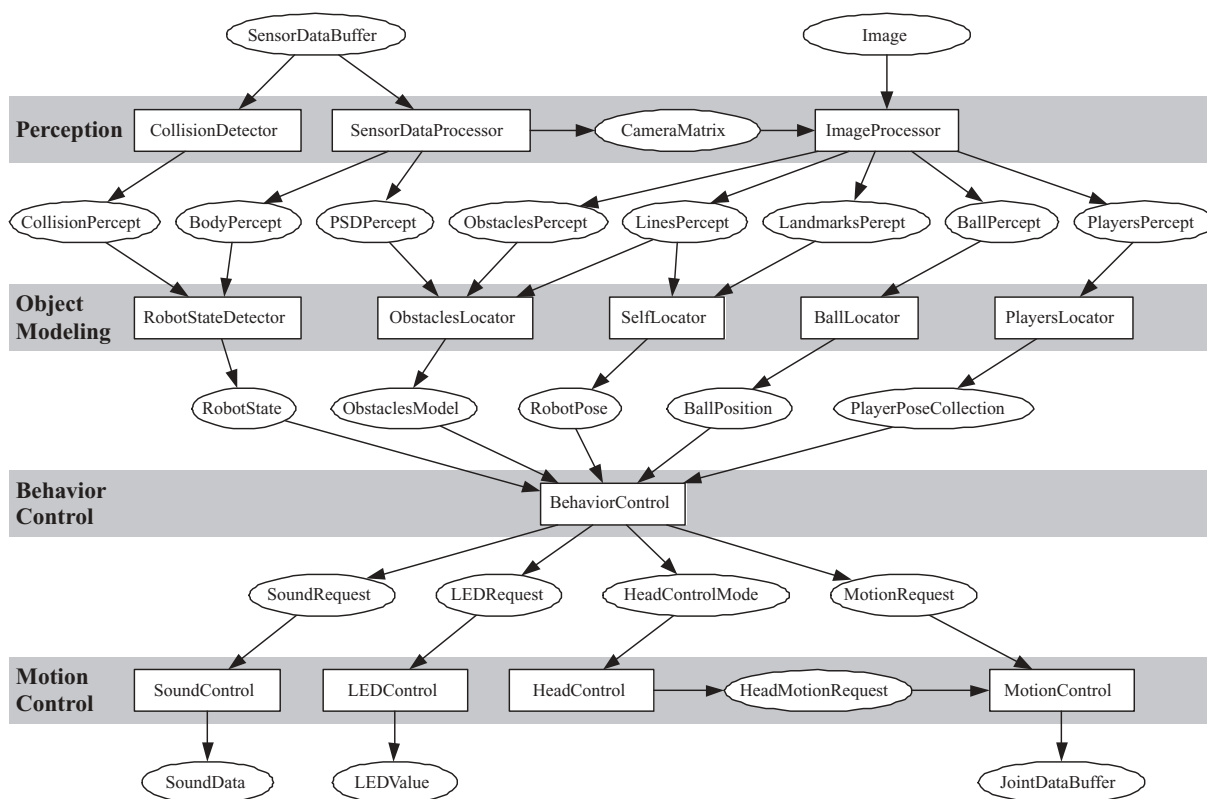 SensorDataBuffer
Image
Perception
CollisionDetector
SensorDataProcessor
CameraMatrix
ImageProcessor
CollisionPercept
BodyPercept
PSDPercept
ObstaclesPercept
LinesPercept
LandmarksPerept
BallPercept
PlayersPercept
Object
Modeling
RobotStateDetector
ObstaclesLocator
SelfLocator
BallLocator
PlayersLocator
RobotState
ObstaclesModel
RobotPose
BallPosition
PlayerPoseCollection
Behavior
Control
BehaviorControl
SoundRequest
LEDRequest
HeadControlMode
MotionRequest
Motion
Control
SoundControl
LEDControl
HeadControl
HeadMotionRequest
MotionControl
SoundData
LEDValue
JointDataBuffer